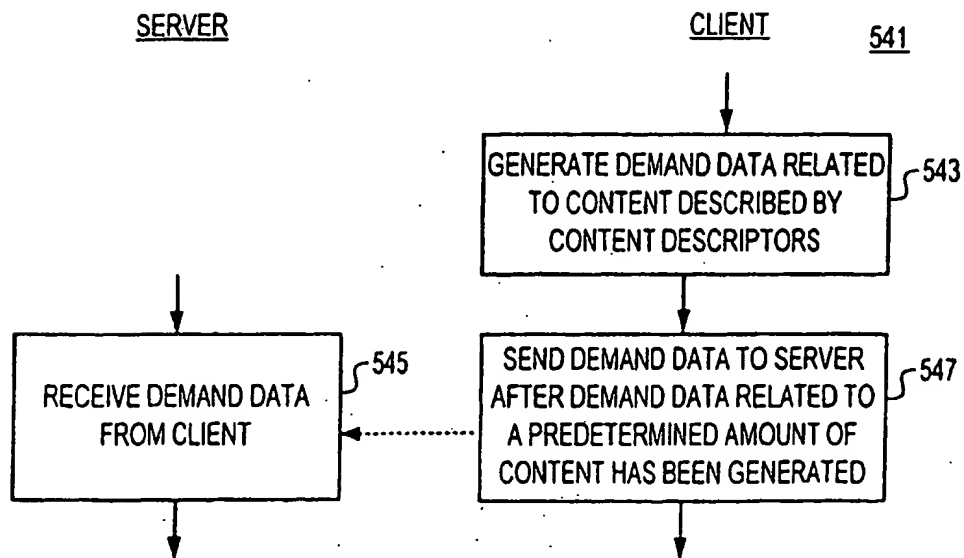 SERVER
CLIENT
541
GENERATE DEMAND DATA RELATED
TO CONTENT DESCRIBED BY
CONTENT DESCRIPTORS
543
RECEIVE DEMAND DATA
FROM CLIENT
545
SEND DEMAND DATA TO SERVER
AFTER DEMAND DATA RELATED TO
A PREDETERMINED AMOUNT OF
CONTENT HAS BEEN GENERATED
547